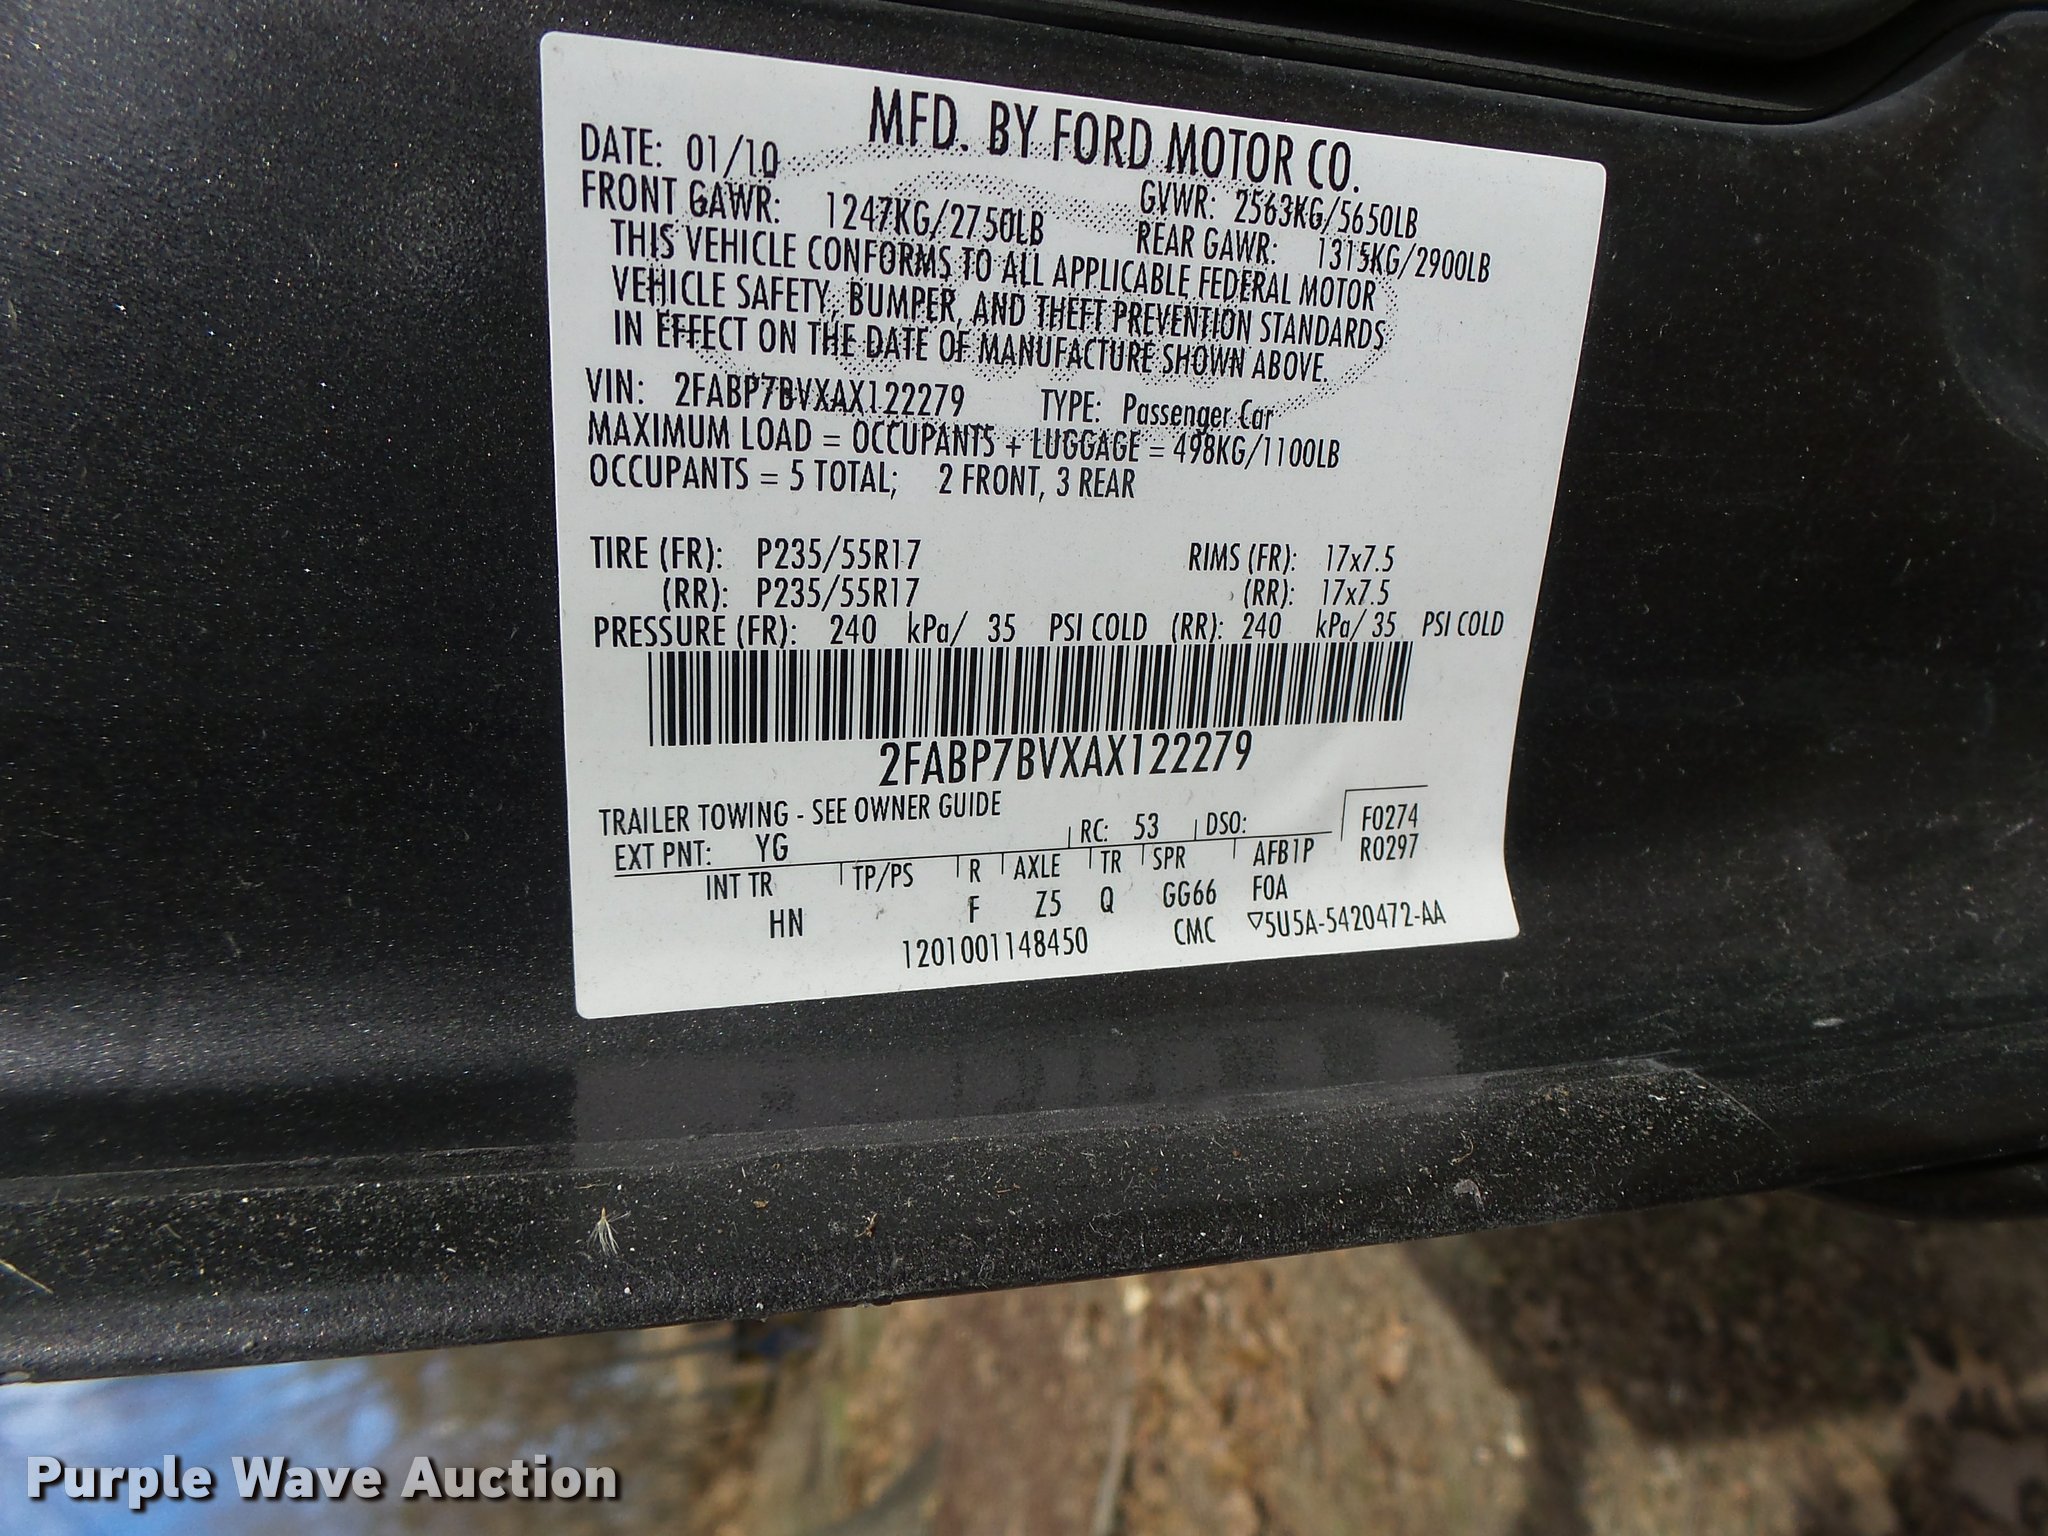 MFD. BY FORD MOTOR CO.
DATE: 01/10
GVWR: 2563KG/5650LB
FRONT GAWR: 1247KG/2750LB
REAR GAWR: 1315KG/2900LB
THIS VEHICLE CONFORMS TO ALL APPLICABLE FEDERAL MOTOR
VEHICLE SAFETY, BUMPER, AND THEFT PREVENTION STANDARDS
IN EFFECT ON THE DATE OF MANUFACTURE SHOWN ABOVE.
VIN: 2FABP7BVXAX122279 TYPE: Passenger Car
MAXIMUM LOAD = OCCUPANTS + LUGGAGE = 498KG/1100LB
OCCUPANTS = 5 TOTAL; 2 FRONT, 3 REAR
TIRE (FR): P235/55R17 RIMS (FR): 17x7.5
(RR): P235/55R17 (RR): 17x7.5
PRESSURE (FR): 240 kPa/ 35 PSI COLD (RR): 240 kPa/ 35 PSI COLD
2FABP7BVXAX122279
TRAILER TOWING - SEE OWNER GUIDE
EXT PNT: YG RC: 53 DSO: F0274
INT TR TP/PS R AXLE TR SPR AFB1P R0297
HN F Z5 Q GG66 F0A
1201001148450 CMC ▽5U5A-5420472-AA
Purple Wave Auction